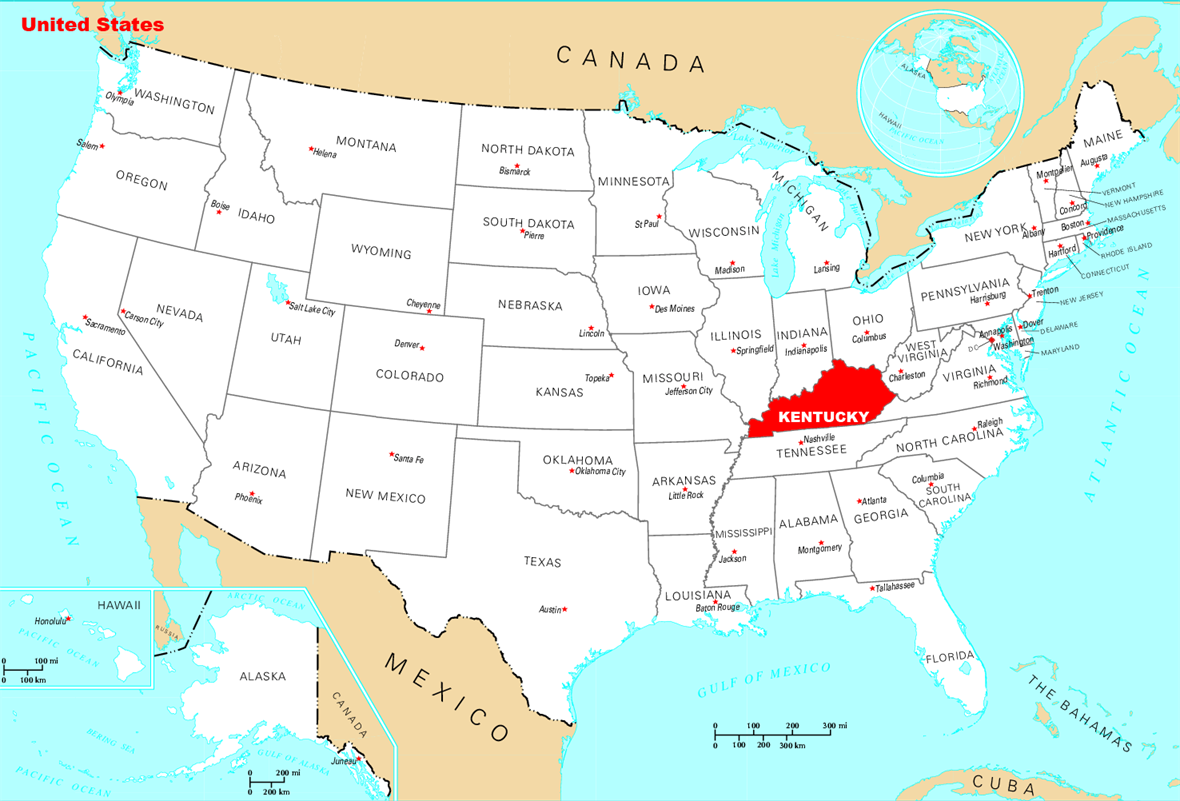 United States
CANADA
ALASKA
HAWAII
PACIFIC OCEAN
WASHINGTON
Olympia
MONTANA
Helena
NORTH DAKOTA
Bismarck
MINNESOTA
St Paul
Lake Superior
MICHIGAN
Lansing
Lake Michigan
MAINE
Augusta
Montpelier
VERMONT
NEW HAMPSHIRE
Concord
MASSACHUSETTS
Boston
Providence
RHODE ISLAND
Hartford
CONNECTICUT
NEW YORK
Albany
Salem
OREGON
Boise
IDAHO
WYOMING
Cheyenne
SOUTH DAKOTA
Pierre
WISCONSIN
Madison
IOWA
Des Moines
NEBRASKA
Lincoln
PENNSYLVANIA
Harrisburg
Trenton
NEW JERSEY
Sacramento
Carson City
NEVADA
CALIFORNIA
Salt Lake City
UTAH
Denver
COLORADO
Topeka
KANSAS
MISSOURI
Jefferson City
ILLINOIS
Springfield
INDIANA
Indianapolis
OHIO
Columbus
WEST
VIRGINIA
Charleston
VIRGINIA
Richmond
Annapolis
Dover
DELAWARE
DC
Washington
MARYLAND
KENTUCKY
Nashville
TENNESSEE
Raleigh
NORTH CAROLINA
PACIFIC OCEAN
ATLANTIC OCEAN
ARIZONA
Phoenix
Santa Fe
NEW MEXICO
OKLAHOMA
Oklahoma City
ARKANSAS
Little Rock
MISSISSIPPI
Jackson
ALABAMA
Montgomery
Atlanta
GEORGIA
Columbia
SOUTH
CAROLINA
TEXAS
Austin
LOUISIANA
Baton Rouge
Tallahassee
FLORIDA
HAWAII
Honolulu
PACIFIC OCEAN
0 100 mi
0 100 km
ARCTIC OCEAN
RUSSIA
ALASKA
CANADA
Juneau
BERING SEA
GULF OF ALASKA
PACIFIC OCEAN
0 200 mi
0 200 km
MEXICO
GULF OF MEXICO
0 100 200 300 mi
0 100 200 300 km
THE BAHAMAS
CUBA